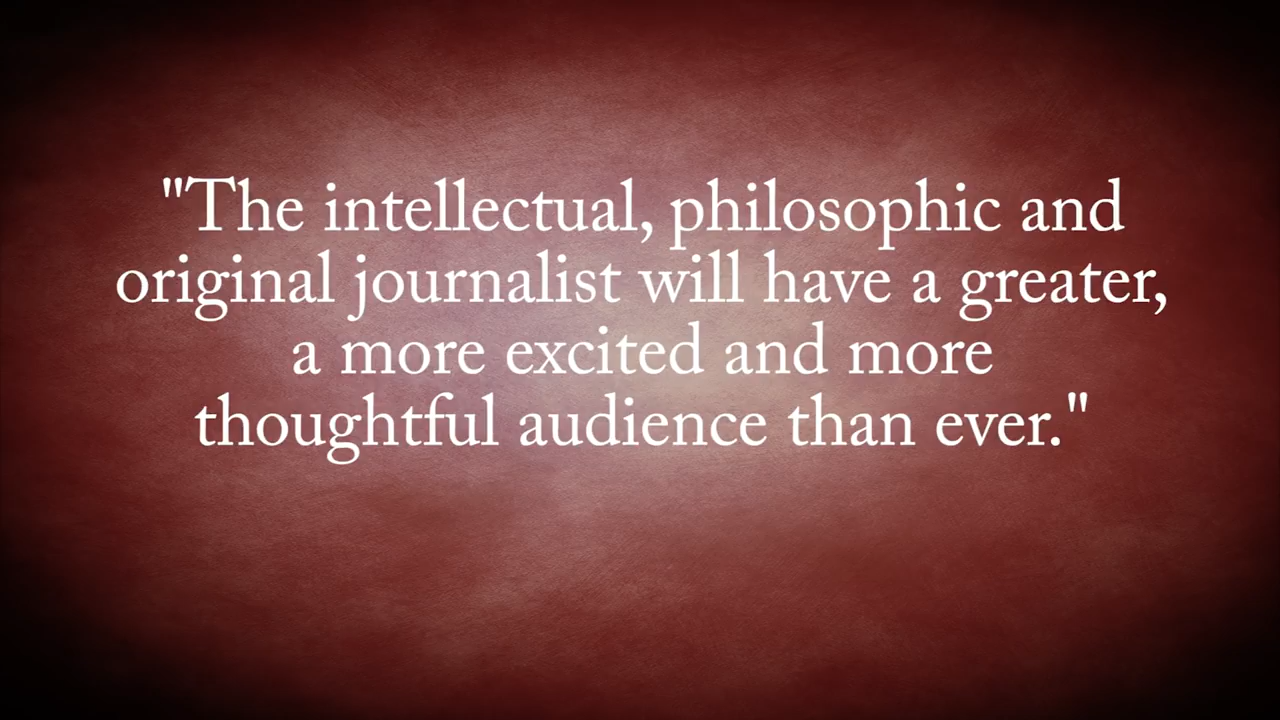 "The intellectual, philosophic and
original journalist will have a greater,
a more excited and more
thoughtful audience than ever."